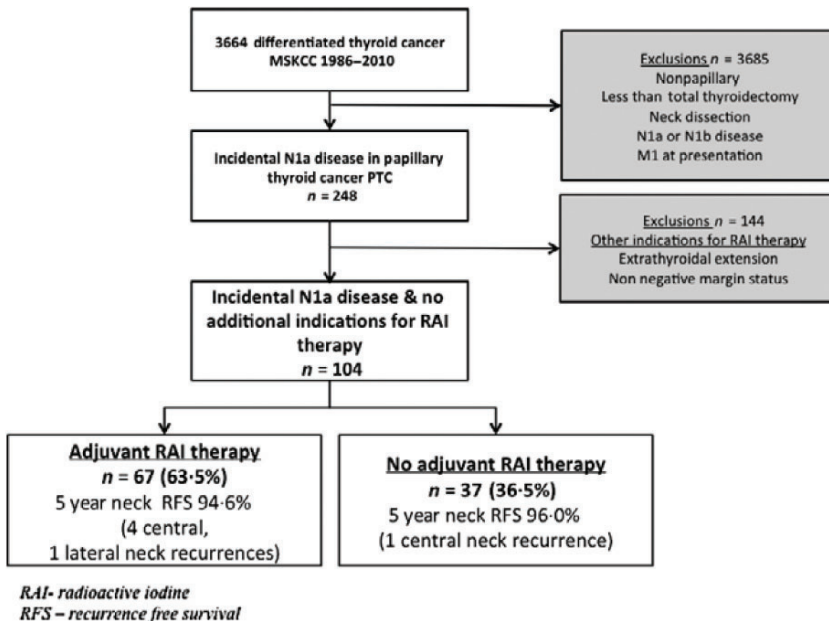 3664 differentiated thyroid cancer
MSKCC 1986–2010
Exclusions n = 3685
Nonpapillary
Less than total thyroidectomy
Neck dissection
N1a or N1b disease
M1 at presentation
Incidental N1a disease in papillary
thyroid cancer PTC
n = 248
Exclusions n = 144
Other indications for RAI therapy
Extrathyroidal extension
Non negative margin status
Incidental N1a disease & no
additional indications for RAI
therapy
n = 104
Adjuvant RAI therapy
n = 67 (63·5%)
5 year neck RFS 94·6%
(4 central,
1 lateral neck recurrences)
No adjuvant RAI therapy
n = 37 (36·5%)
5 year neck RFS 96·0%
(1 central neck recurrence)
RAI- radioactive iodine
RFS – recurrence free survival